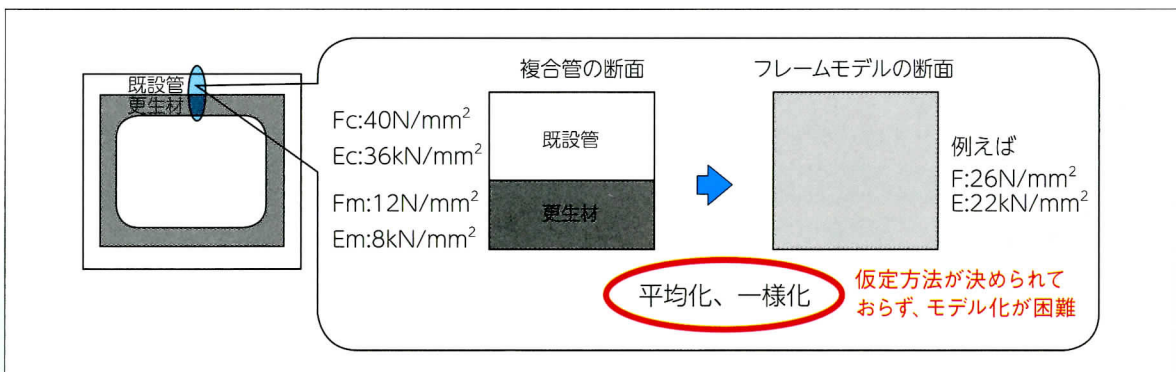 既設管
更生材
Fc:40N/mm²
Ec:36kN/mm²
Fm:12N/mm²
Em:8kN/mm²
複合管の断面
既設管
更生材
フレームモデルの断面
例えば
F:26N/mm²
E:22kN/mm²
平均化、一様化
仮定方法が決められて
おらず、モデル化が困難